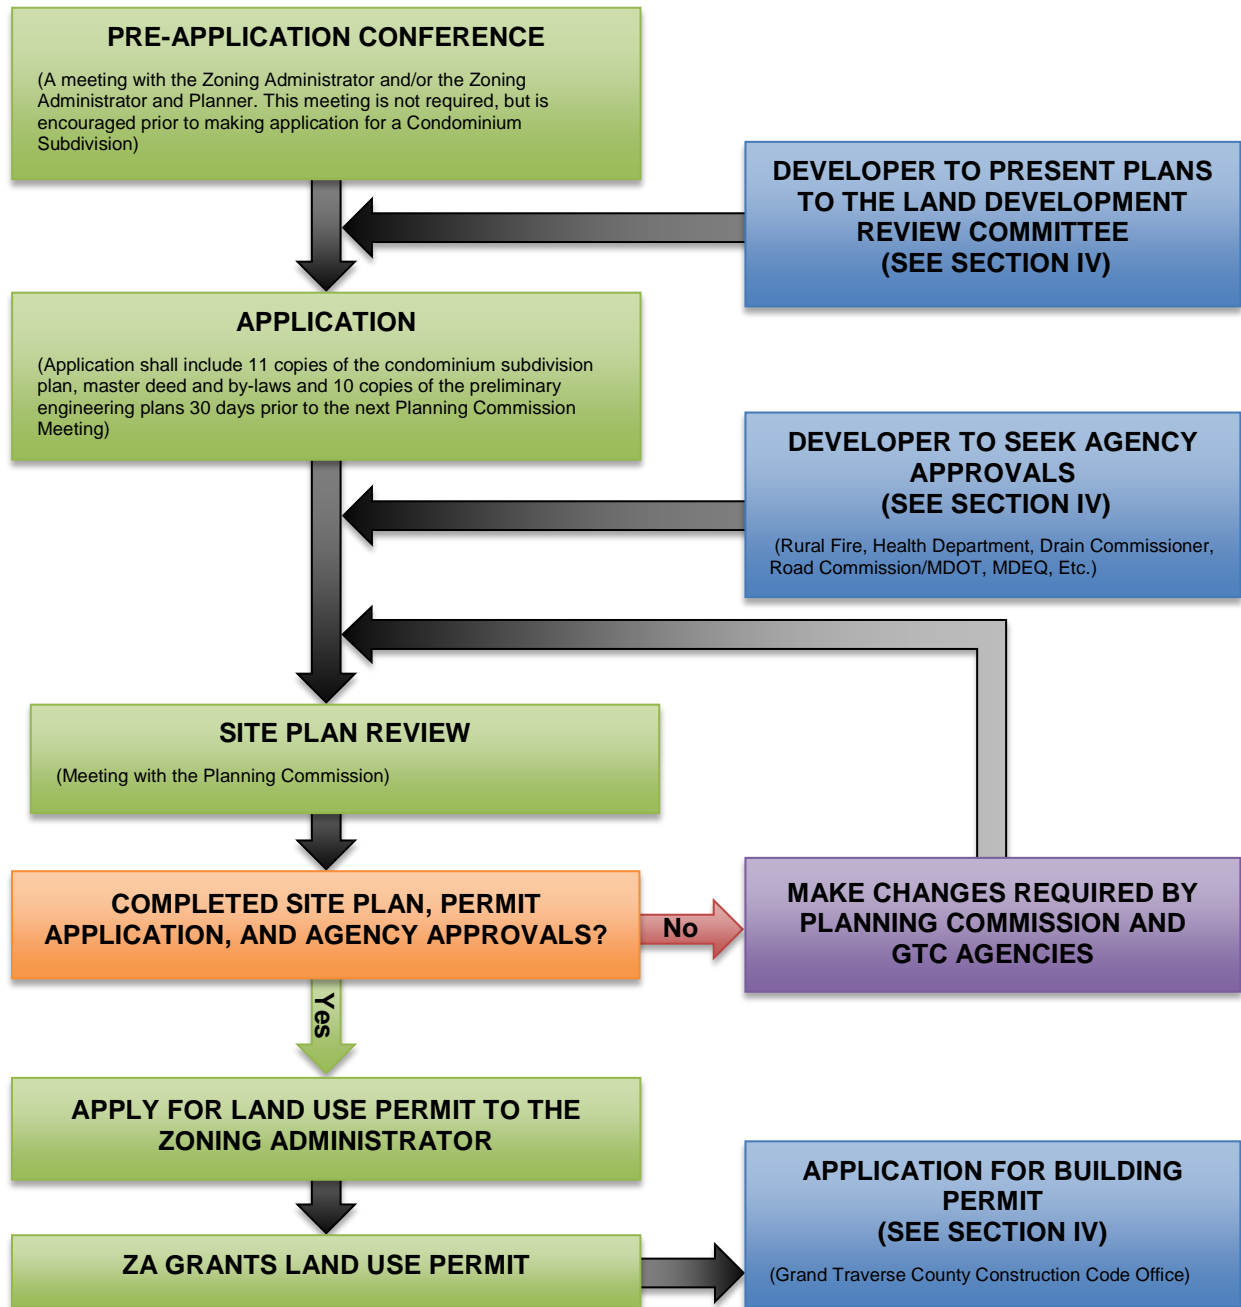 PRE-APPLICATION CONFERENCE
(A meeting with the Zoning Administrator and/or the Zoning
Administrator and Planner. This meeting is not required, but is
encouraged prior to making application for a Condominium
Subdivision)
DEVELOPER TO PRESENT PLANS
TO THE LAND DEVELOPMENT
REVIEW COMMITTEE
(SEE SECTION IV)
APPLICATION
(Application shall include 11 copies of the condominium subdivision
plan, master deed and by-laws and 10 copies of the preliminary
engineering plans 30 days prior to the next Planning Commission
Meeting)
DEVELOPER TO SEEK AGENCY
APPROVALS
(SEE SECTION IV)
(Rural Fire, Health Department, Drain Commissioner,
Road Commission/MDOT, MDEQ, Etc.)
SITE PLAN REVIEW
(Meeting with the Planning Commission)
COMPLETED SITE PLAN, PERMIT
APPLICATION, AND AGENCY APPROVALS?
No
MAKE CHANGES REQUIRED BY
PLANNING COMMISSION AND
GTC AGENCIES
Yes
APPLY FOR LAND USE PERMIT TO THE
ZONING ADMINISTRATOR
ZA GRANTS LAND USE PERMIT
APPLICATION FOR BUILDING
PERMIT
(SEE SECTION IV)
(Grand Traverse County Construction Code Office)